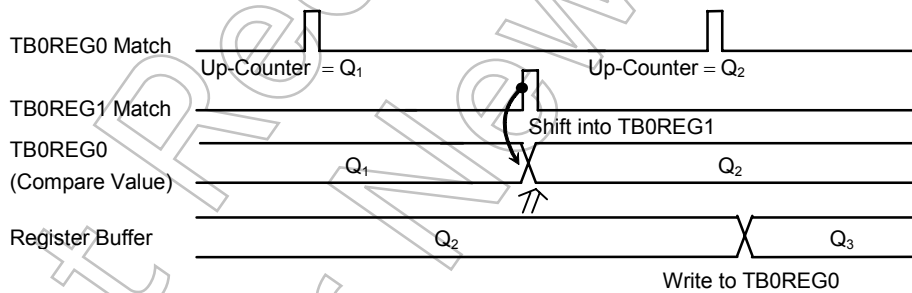 TB0REG0 Match
Up-Counter = Q₁ Up-Counter = Q₂
TB0REG1 Match
Shift into TB0REG1
TB0REG0
(Compare Value)
Q₁ Q₂
Register Buffer Q₂ Q₃
Write to TB0REG0